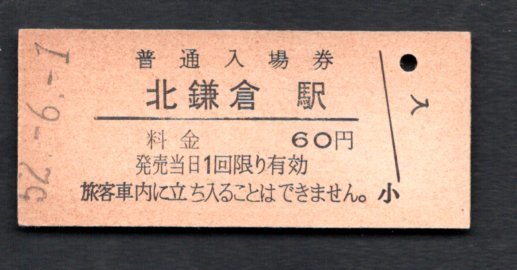 普通入場券
北鎌倉駅
料金 60円
発売当日1回限り有効
旅客車内に立ち入ることはできません。
小
入
52.-6.-1